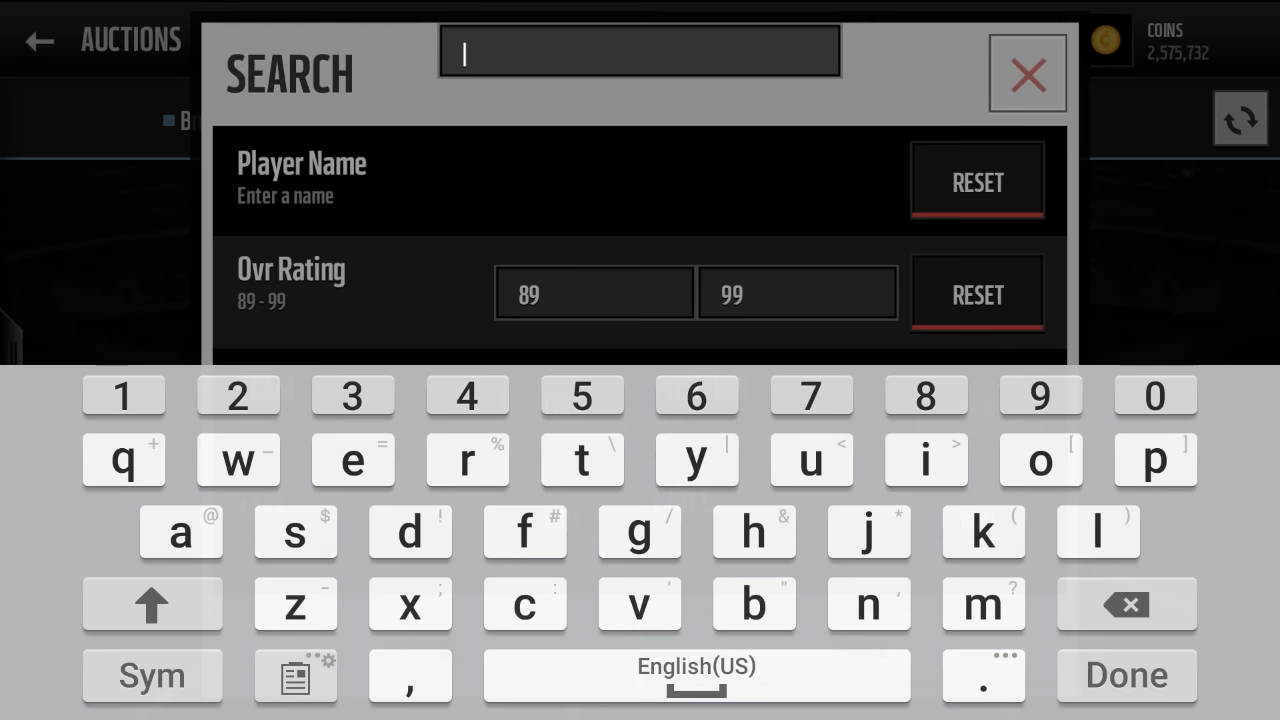 AUCTIONS
COINS
2,575,732
SEARCH
B
Player Name
Enter a name
RESET
Ovr Rating
89 - 99
89
99
RESET
1 2 3 4 5 6 7 8 9 0
q + w _ e = r % t \ y | u < i > o [ p ]
a @ s $ d ! f # g / h & j * k ( l )
z - x ; c : v ' b " n , m ?
Sym , English(US) . Done